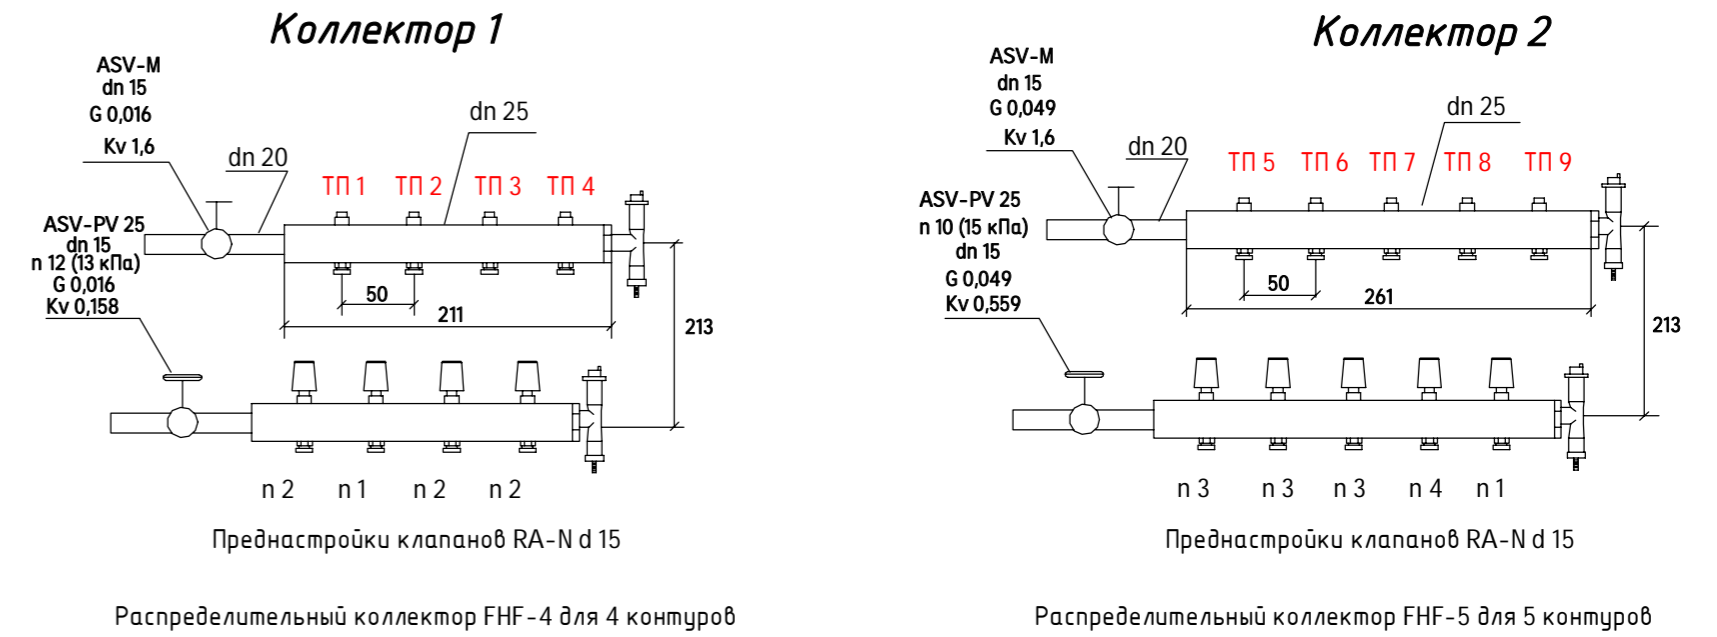 Коллектор 1
ASV-M
dn 15
G 0,016
Kv 1,6
dn 20
dn 25
ТП 1 ТП 2 ТП 3 ТП 4
ASV-PV 25
dn 15
n 12 (13 кПа)
G 0,016
Kv 0,158
50
211
213
n 2 n 1 n 2 n 2
Преднастройки клапанов RA-N d 15
Распределительный коллектор FHF-4 для 4 контуров
Коллектор 2
ASV-M
dn 15
G 0,049
Kv 1,6
dn 20
dn 25
ТП 5 ТП 6 ТП 7 ТП 8 ТП 9
ASV-PV 25
n 10 (15 кПа)
dn 15
G 0,049
Kv 0,559
50
261
213
n 3 n 3 n 3 n 4 n 1
Преднастройки клапанов RA-N d 15
Распределительный коллектор FHF-5 для 5 контуров